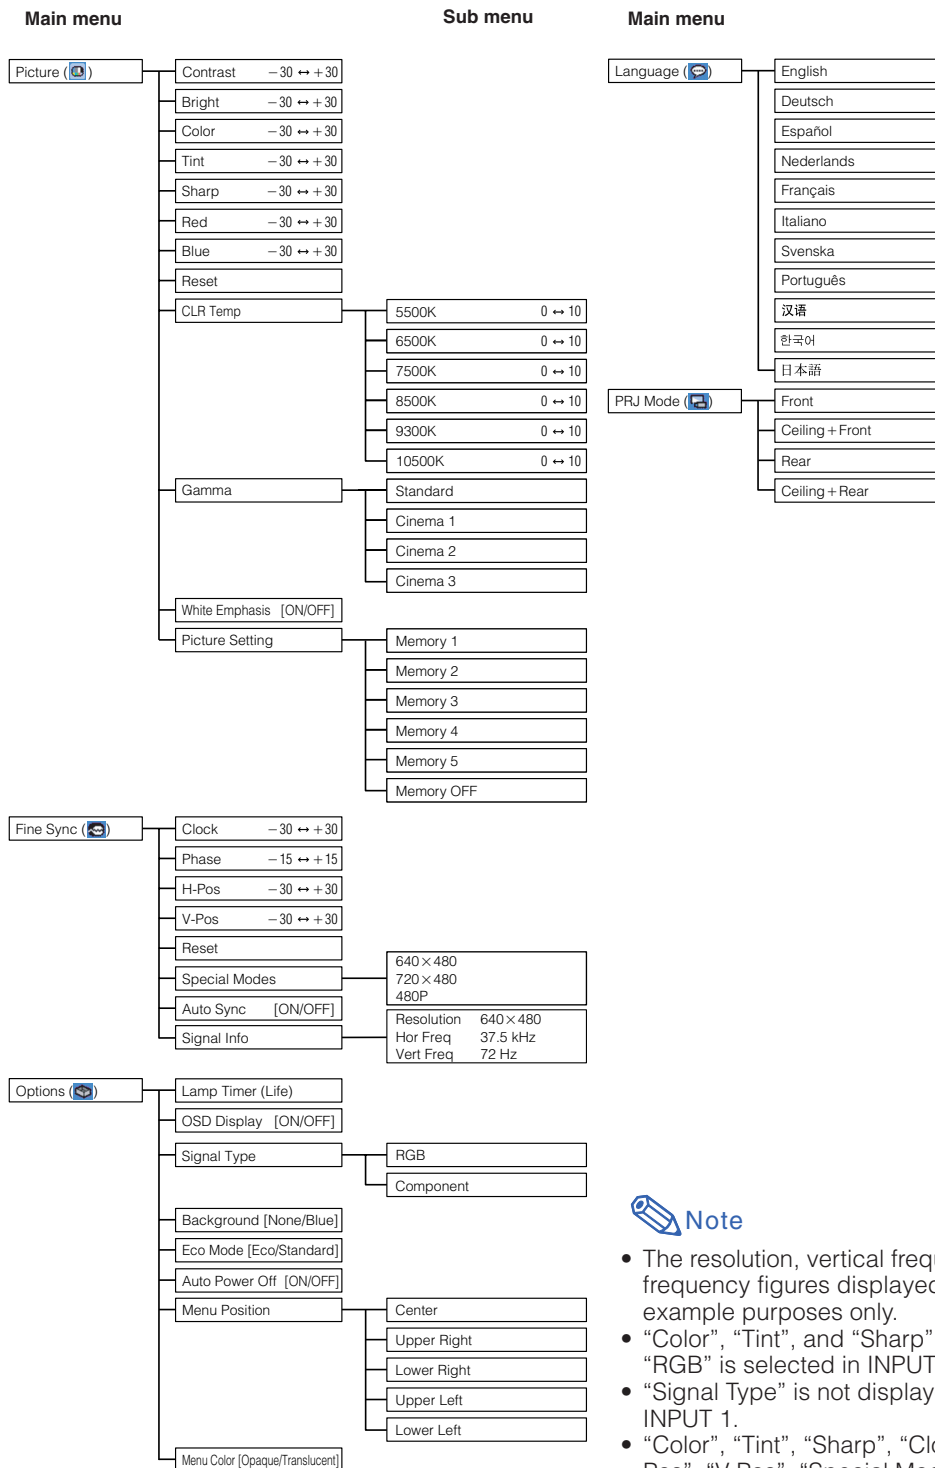 Main menu
Sub menu
Main menu
Picture ( )
Contrast −30 ↔ +30
Bright −30 ↔ +30
Color −30 ↔ +30
Tint −30 ↔ +30
Sharp −30 ↔ +30
Red −30 ↔ +30
Blue −30 ↔ +30
Reset
CLR Temp
5500K 0 ↔ 10
6500K 0 ↔ 10
7500K 0 ↔ 10
8500K 0 ↔ 10
9300K 0 ↔ 10
10500K 0 ↔ 10
Gamma
Standard
Cinema 1
Cinema 2
Cinema 3
White Emphasis [ON/OFF]
Picture Setting
Memory 1
Memory 2
Memory 3
Memory 4
Memory 5
Memory OFF
Fine Sync ( )
Clock −30 ↔ +30
Phase −15 ↔ +15
H-Pos −30 ↔ +30
V-Pos −30 ↔ +30
Reset
Special Modes
640×480
720×480
480P
Auto Sync [ON/OFF]
Signal Info
Resolution 640×480
Hor Freq 37.5 kHz
Vert Freq 72 Hz
Options ( )
Lamp Timer (Life)
OSD Display [ON/OFF]
Signal Type
RGB
Component
Background [None/Blue]
Eco Mode [Eco/Standard]
Auto Power Off [ON/OFF]
Menu Position
Center
Upper Right
Lower Right
Upper Left
Lower Left
Menu Color [Opaque/Translucent]
Language ( )
English
Deutsch
Español
Nederlands
Français
Italiano
Svenska
Português
汉语
한국어
日本語
PRJ Mode ( )
Front
Ceiling+Front
Rear
Ceiling+Rear
Note
• The resolution, vertical
frequency figures displayed
example purposes only.
• “Color”, “Tint”, and “Sharp”
“RGB” is selected in INPUT
• “Signal Type” is not display
INPUT 1.
• “Color”, “Tint”, “Sharp”,